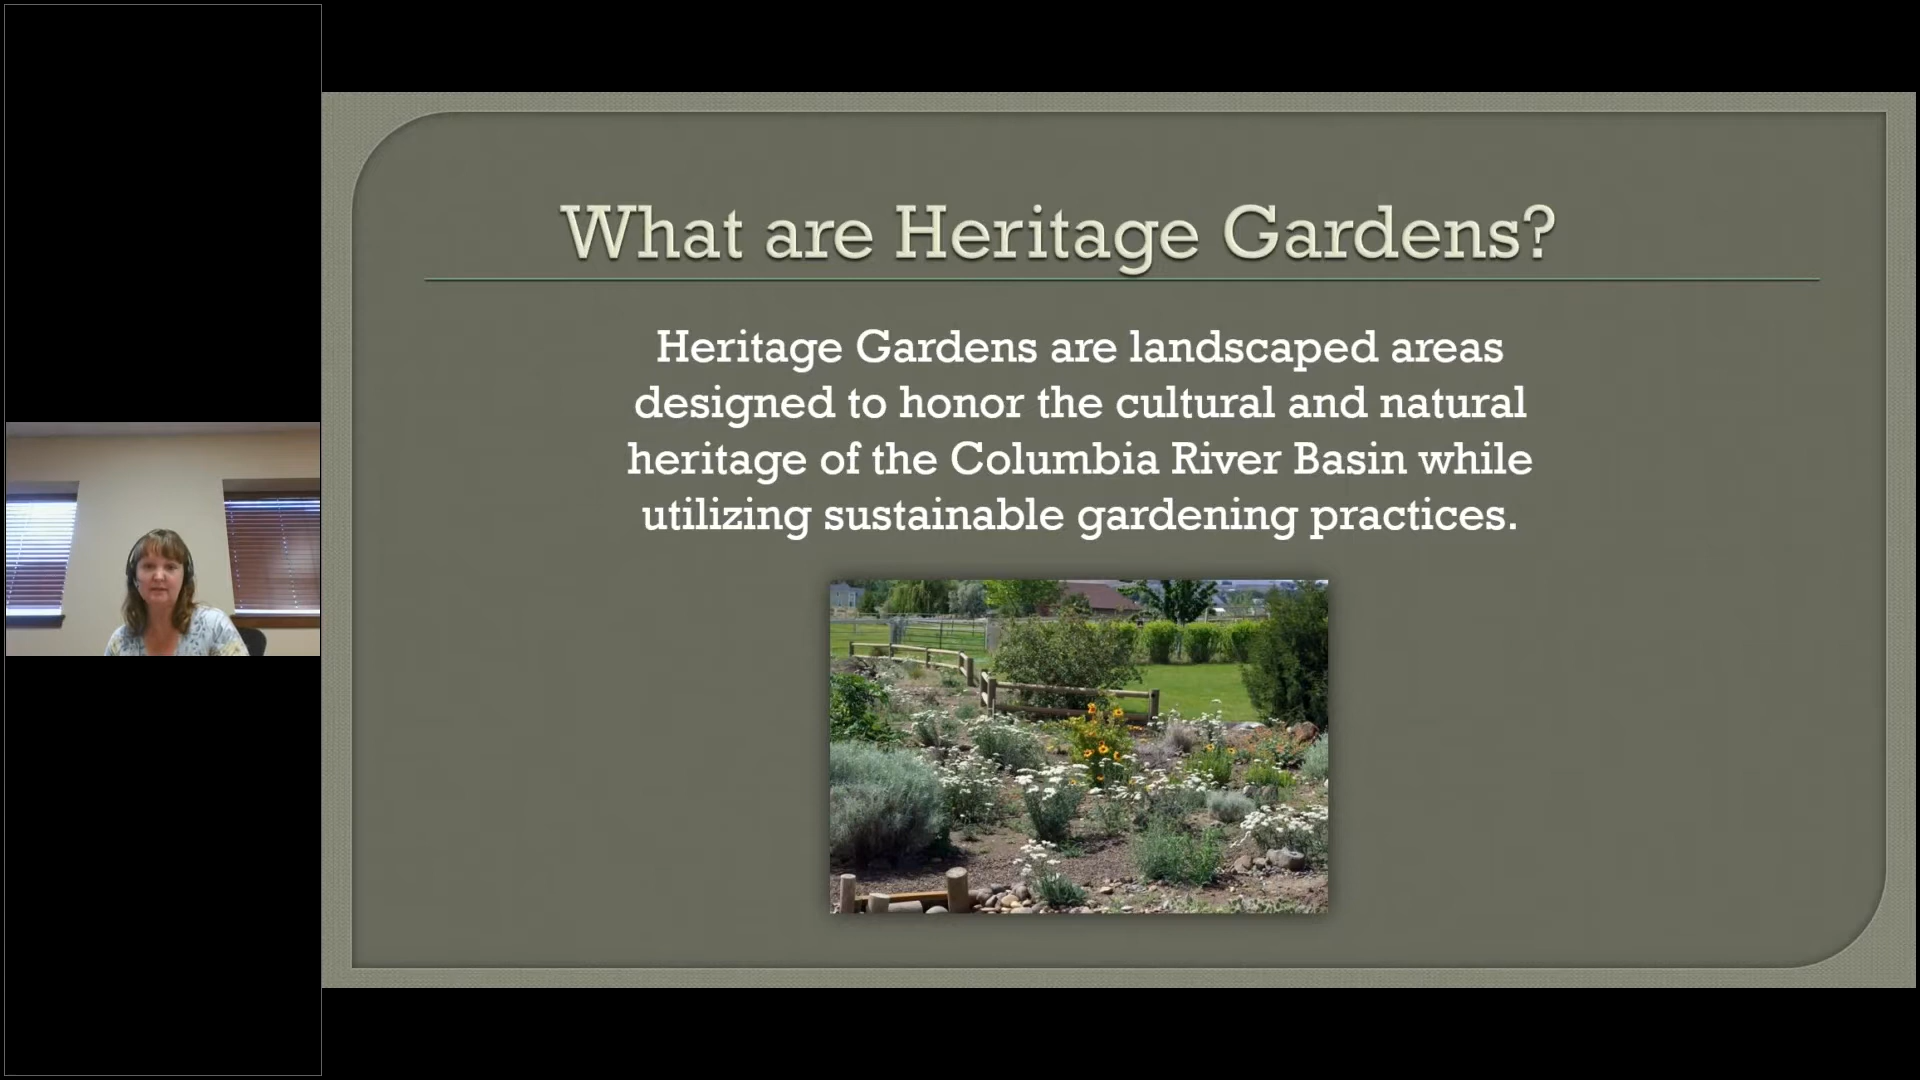 What are Heritage Gardens?
Heritage Gardens are landscaped areas
designed to honor the cultural and natural
heritage of the Columbia River Basin while
utilizing sustainable gardening practices.